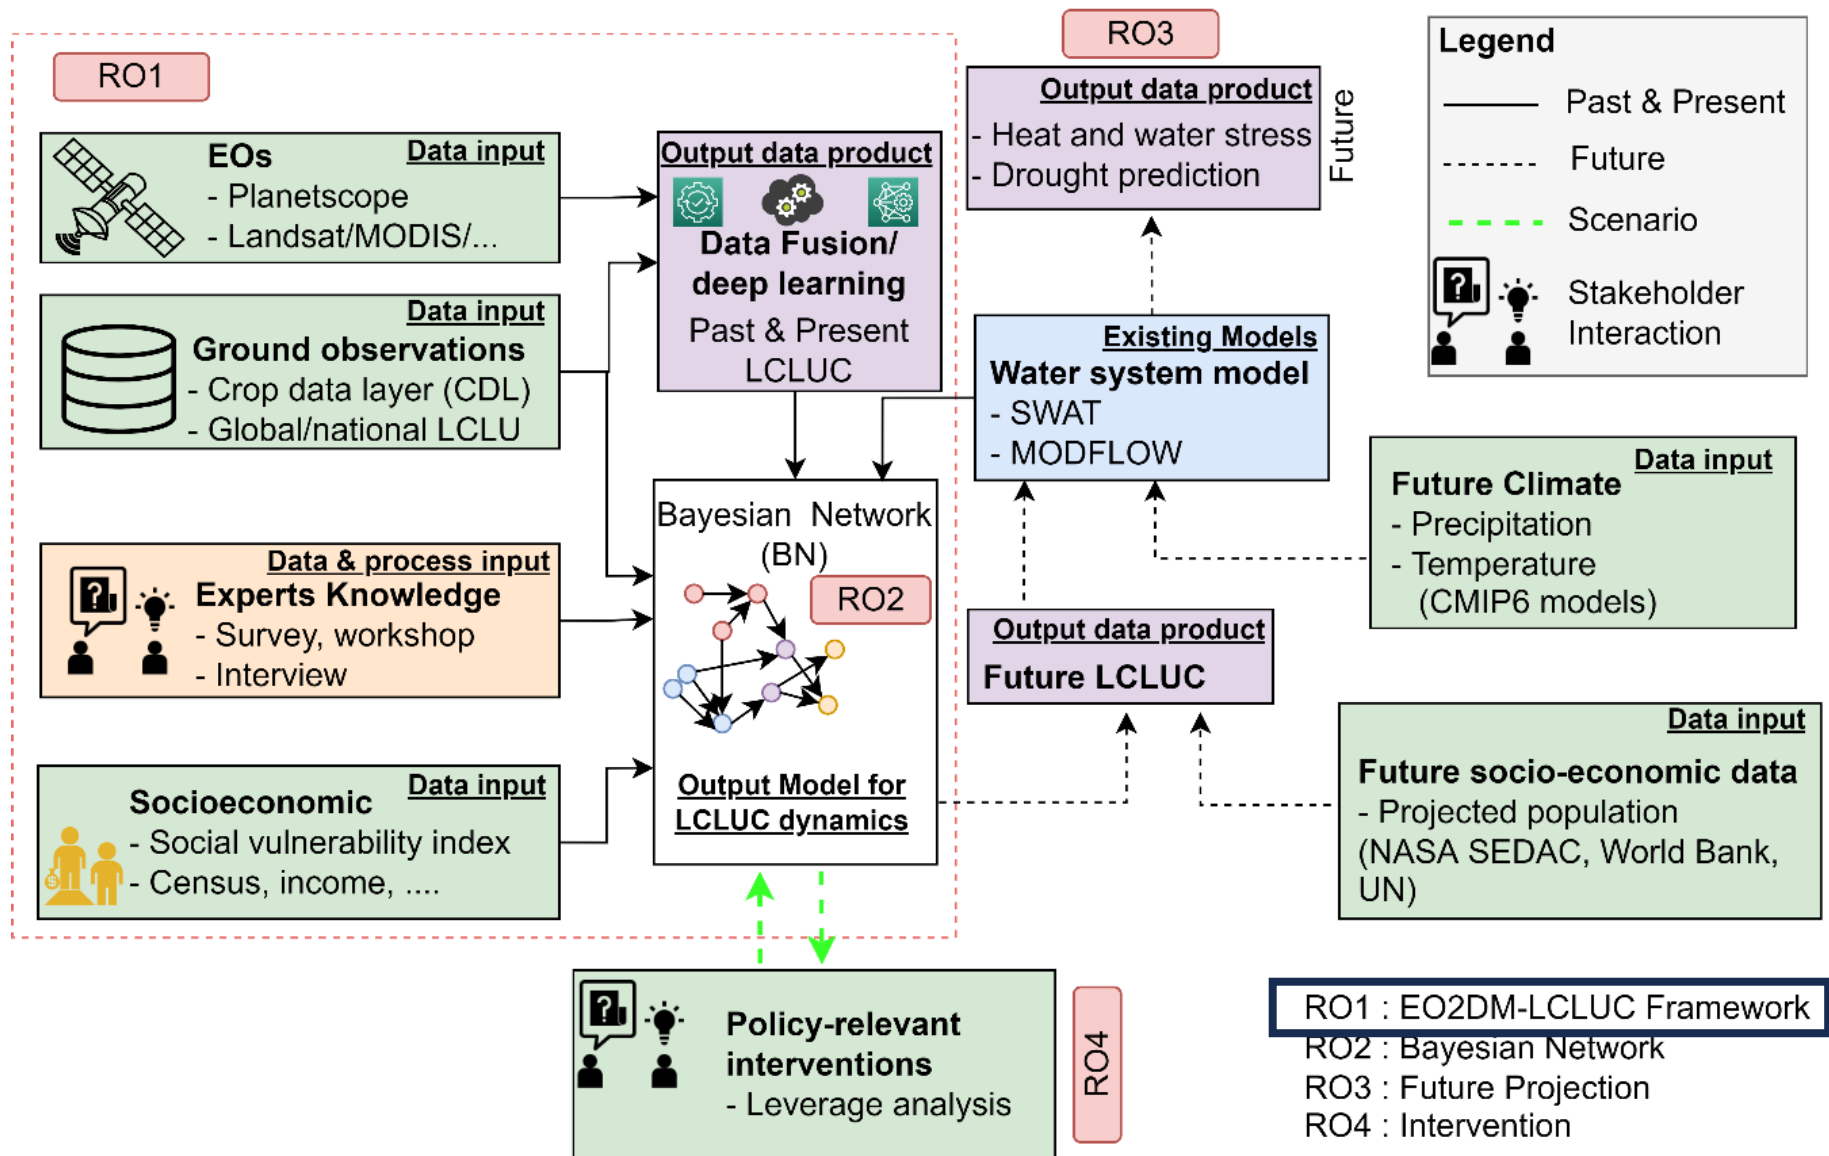 RO1
EOs
Data input
- Planetscope
- Landsat/MODIS/...
Data input
Ground observations
- Crop data layer (CDL)
- Global/national LCLU
Data & process input
Experts Knowledge
- Survey, workshop
- Interview
Data input
Socioeconomic
- Social vulnerability index
- Census, income, ....
Output data product
Data Fusion/
deep learning
Past & Present
LCLUC
Bayesian Network
(BN)
RO2
Output Model for
LCLUC dynamics
Policy-relevant
interventions
- Leverage analysis
RO4
RO3
Output data product
- Heat and water stress
- Drought prediction
Future
Existing Models
Water system model
- SWAT
- MODFLOW
Output data product
Future LCLUC
Data input
Future Climate
- Precipitation
- Temperature
(CMIP6 models)
Data input
Future socio-economic data
- Projected population
(NASA SEDAC, World Bank,
UN)
Legend
Past & Present
Future
Scenario
Stakeholder
Interaction
RO1 : EO2DM-LCLUC Framework
RO2 : Bayesian Network
RO3 : Future Projection
RO4 : Intervention